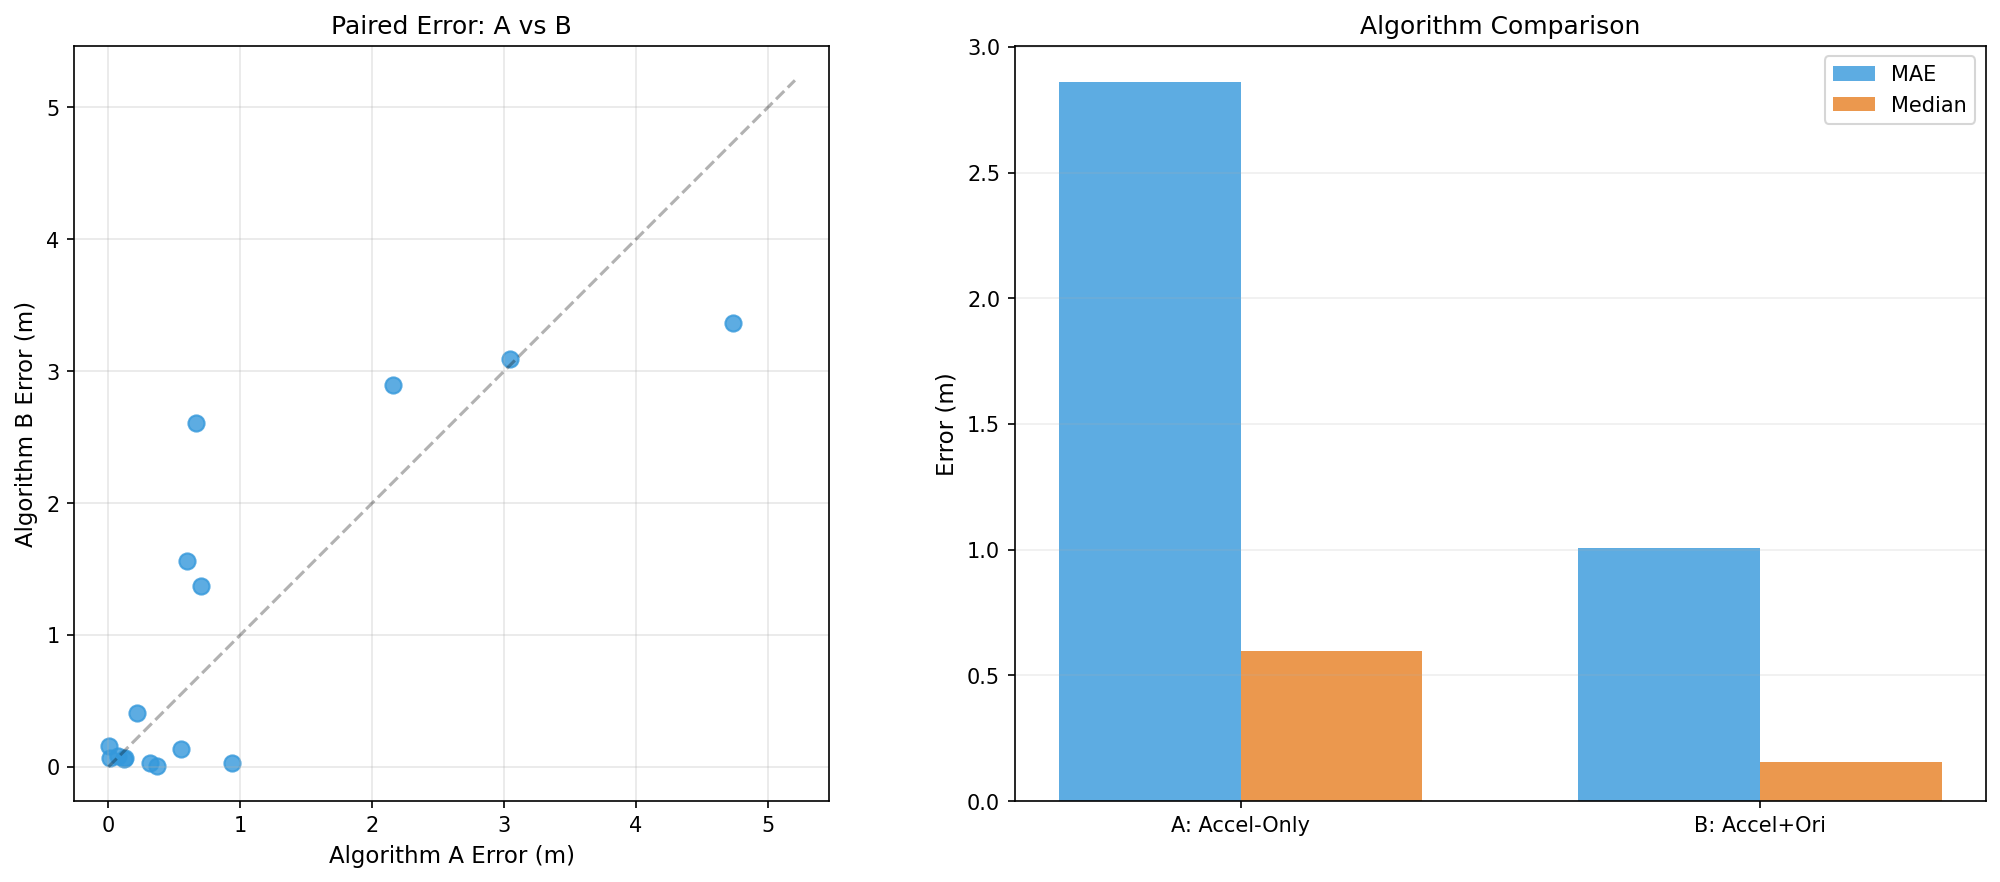 Paired Error: A vs B
Algorithm B Error (m)
5
4
3
2
1
0
0 1 2 3 4 5
Algorithm A Error (m)
Algorithm Comparison
MAE
Median
Error (m)
3.0
2.5
2.0
1.5
1.0
0.5
0.0
A: Accel-Only B: Accel+Ori